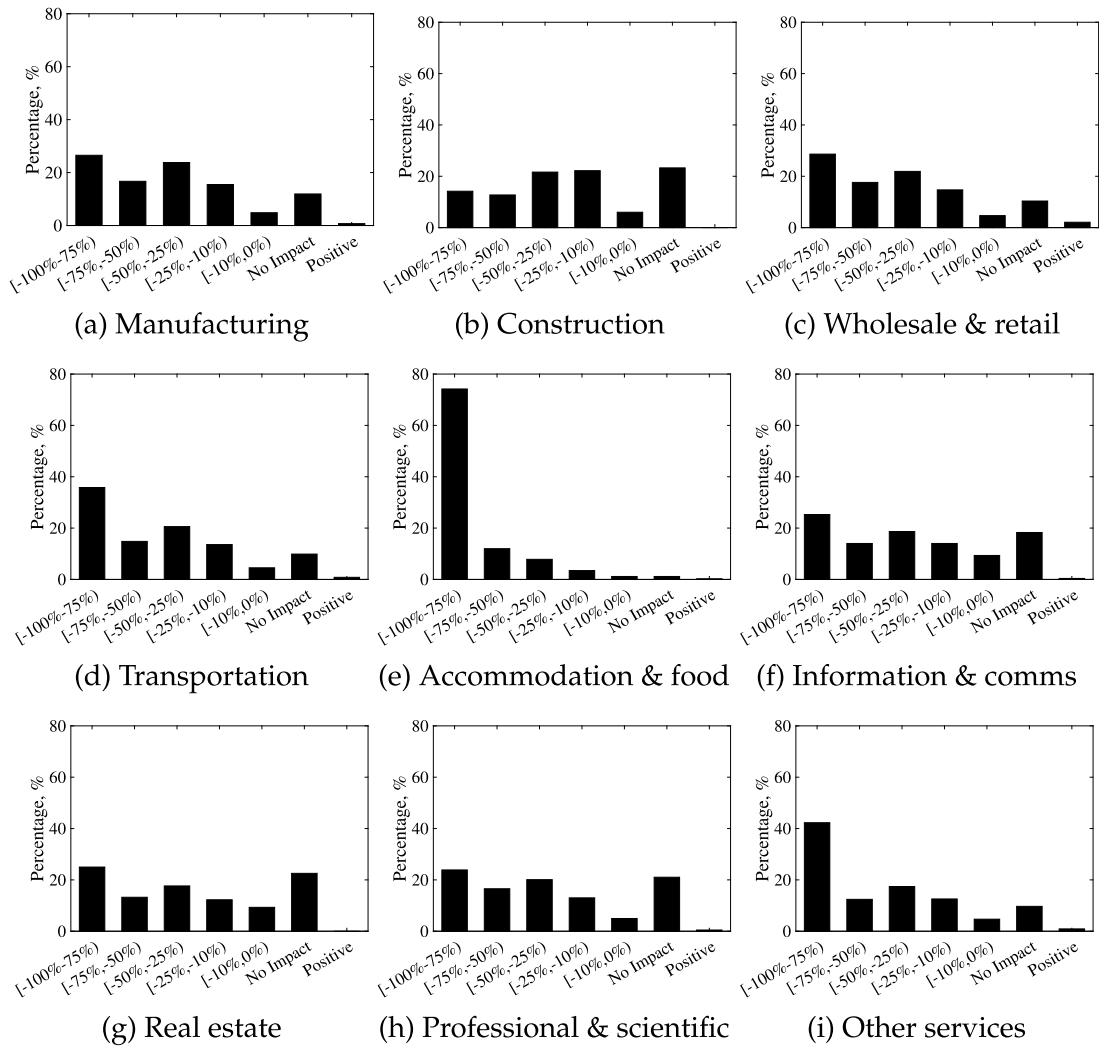 Percentage, %
80
60
40
20
0
[-100%-75%)
[-75%,-50%)
[-50%,-25%)
[-25%,-10%)
[-10%,0%)
No Impact
Positive
(a) Manufacturing
Percentage, %
80
60
40
20
0
[-100%-75%)
[-75%,-50%)
[-50%,-25%)
[-25%,-10%)
[-10%,0%)
No Impact
Positive
(b) Construction
Percentage, %
80
60
40
20
0
[-100%-75%)
[-75%,-50%)
[-50%,-25%)
[-25%,-10%)
[-10%,0%)
No Impact
Positive
(c) Wholesale & retail
Percentage, %
80
60
40
20
0
[-100%-75%)
[-75%,-50%)
[-50%,-25%)
[-25%,-10%)
[-10%,0%)
No Impact
Positive
(d) Transportation
Percentage, %
80
60
40
20
0
[-100%-75%)
[-75%,-50%)
[-50%,-25%)
[-25%,-10%)
[-10%,0%)
No Impact
Positive
(e) Accommodation & food
Percentage, %
80
60
40
20
0
[-100%-75%)
[-75%,-50%)
[-50%,-25%)
[-25%,-10%)
[-10%,0%)
No Impact
Positive
(f) Information & comms
Percentage, %
80
60
40
20
0
[-100%-75%)
[-75%,-50%)
[-50%,-25%)
[-25%,-10%)
[-10%,0%)
No Impact
Positive
(g) Real estate
Percentage, %
80
60
40
20
0
[-100%-75%)
[-75%,-50%)
[-50%,-25%)
[-25%,-10%)
[-10%,0%)
No Impact
Positive
(h) Professional & scientific
Percentage, %
80
60
40
20
0
[-100%-75%)
[-75%,-50%)
[-50%,-25%)
[-25%,-10%)
[-10%,0%)
No Impact
Positive
(i) Other services